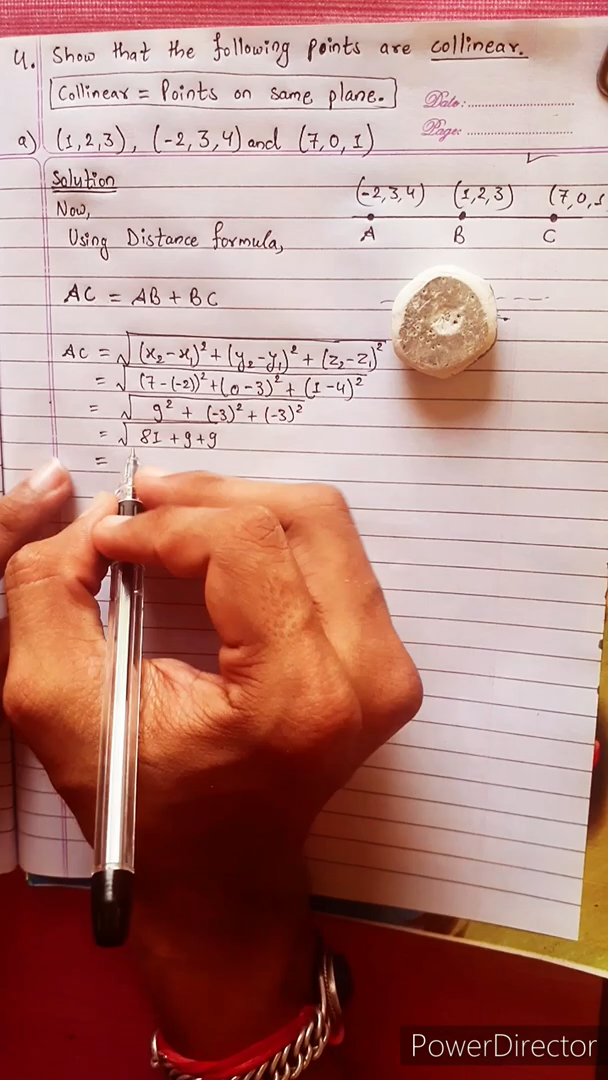 4. Show that the following points are collinear.
Collinear = Points on same plane.
Date:
Page:
a) (1,2,3), (-2,3,4) and (7,0,1)
Solution
Now,
Using Distance formula,
(-2,3,4) (1,2,3) (7,0,1
A B C
AC = AB + BC
AC = √(x₂-x₁)² + (y₂-y₁)² + (z₂-z₁)²
= √(7-(-2))² + (0-3)² + (1-4)²
= √9² + (-3)² + (-3)²
= √81 + 9 + 9
=
PowerDirector